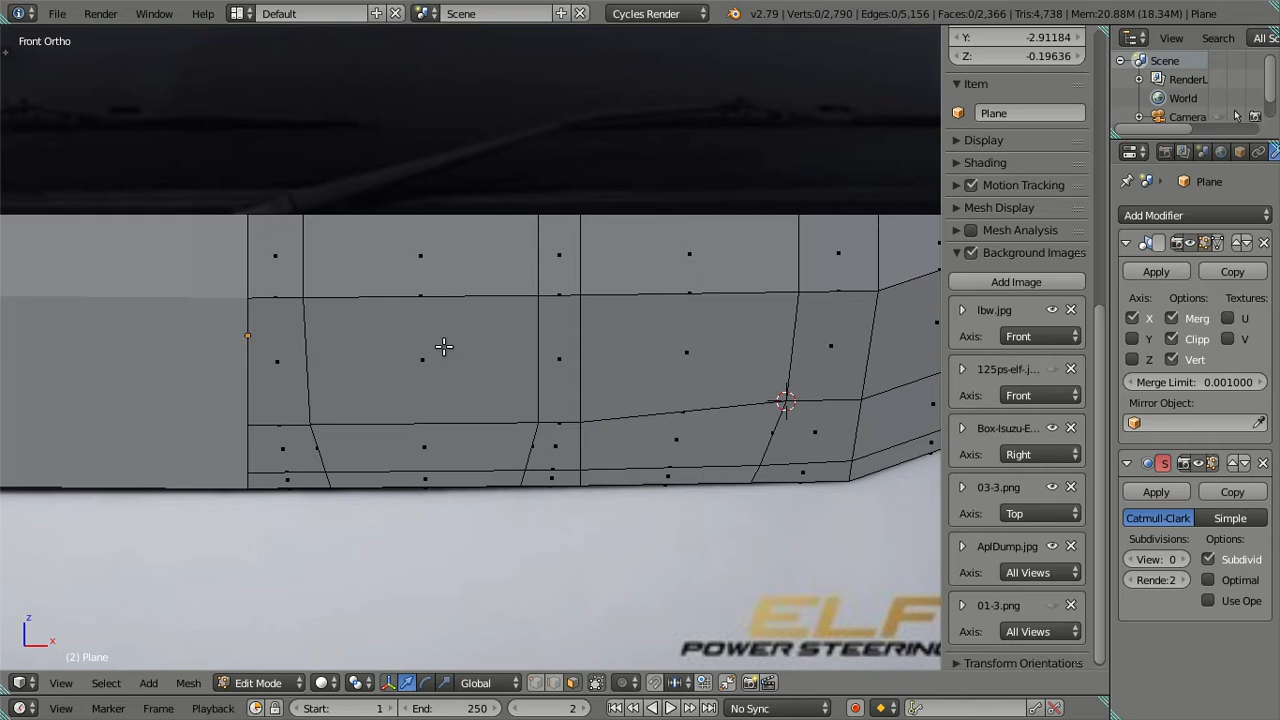 File Render Window Help Default Scene Cycles Render v2.79 | Verts:0/2,790 | Edges:0/5,156 | Faces:0/2,366 | Tris:4,738 | Mem:20.88M (18.34M) | Plane
Front Ortho
Y: -2.91184
Z: -0.19636
Item
Plane
Display
Shading
Motion Tracking
Mesh Display
Mesh Analysis
Background Images
Add Image
lbw.jpg
Axis: Front
125ps-elf-.j...
Axis: Front
Box-Isuzu-E...
Axis: Right
03-3.png
Axis: Top
AplDump.jpg
Axis: All Views
01-3.png
Axis: All Views
Transform Orientations
View Search All Sc
Scene
RenderL
World
Camera
Plane
Add Modifier
Apply Copy
Axis: Options: Textures:
X Merg U
Y Clipp V
Z Vert
Merge Limit: 0.001000
Mirror Object:
S
Apply Copy
Catmull-Clark Simple
Subdivisions: Options:
View: 0 Subdivid
Rende:2 Optimal
Use Ope
ELF
POWER STEERING
z
x
(2) Plane
View Select Add Mesh Edit Mode Global
View Marker Frame Playback Start: 1 End: 250 2 No Sync